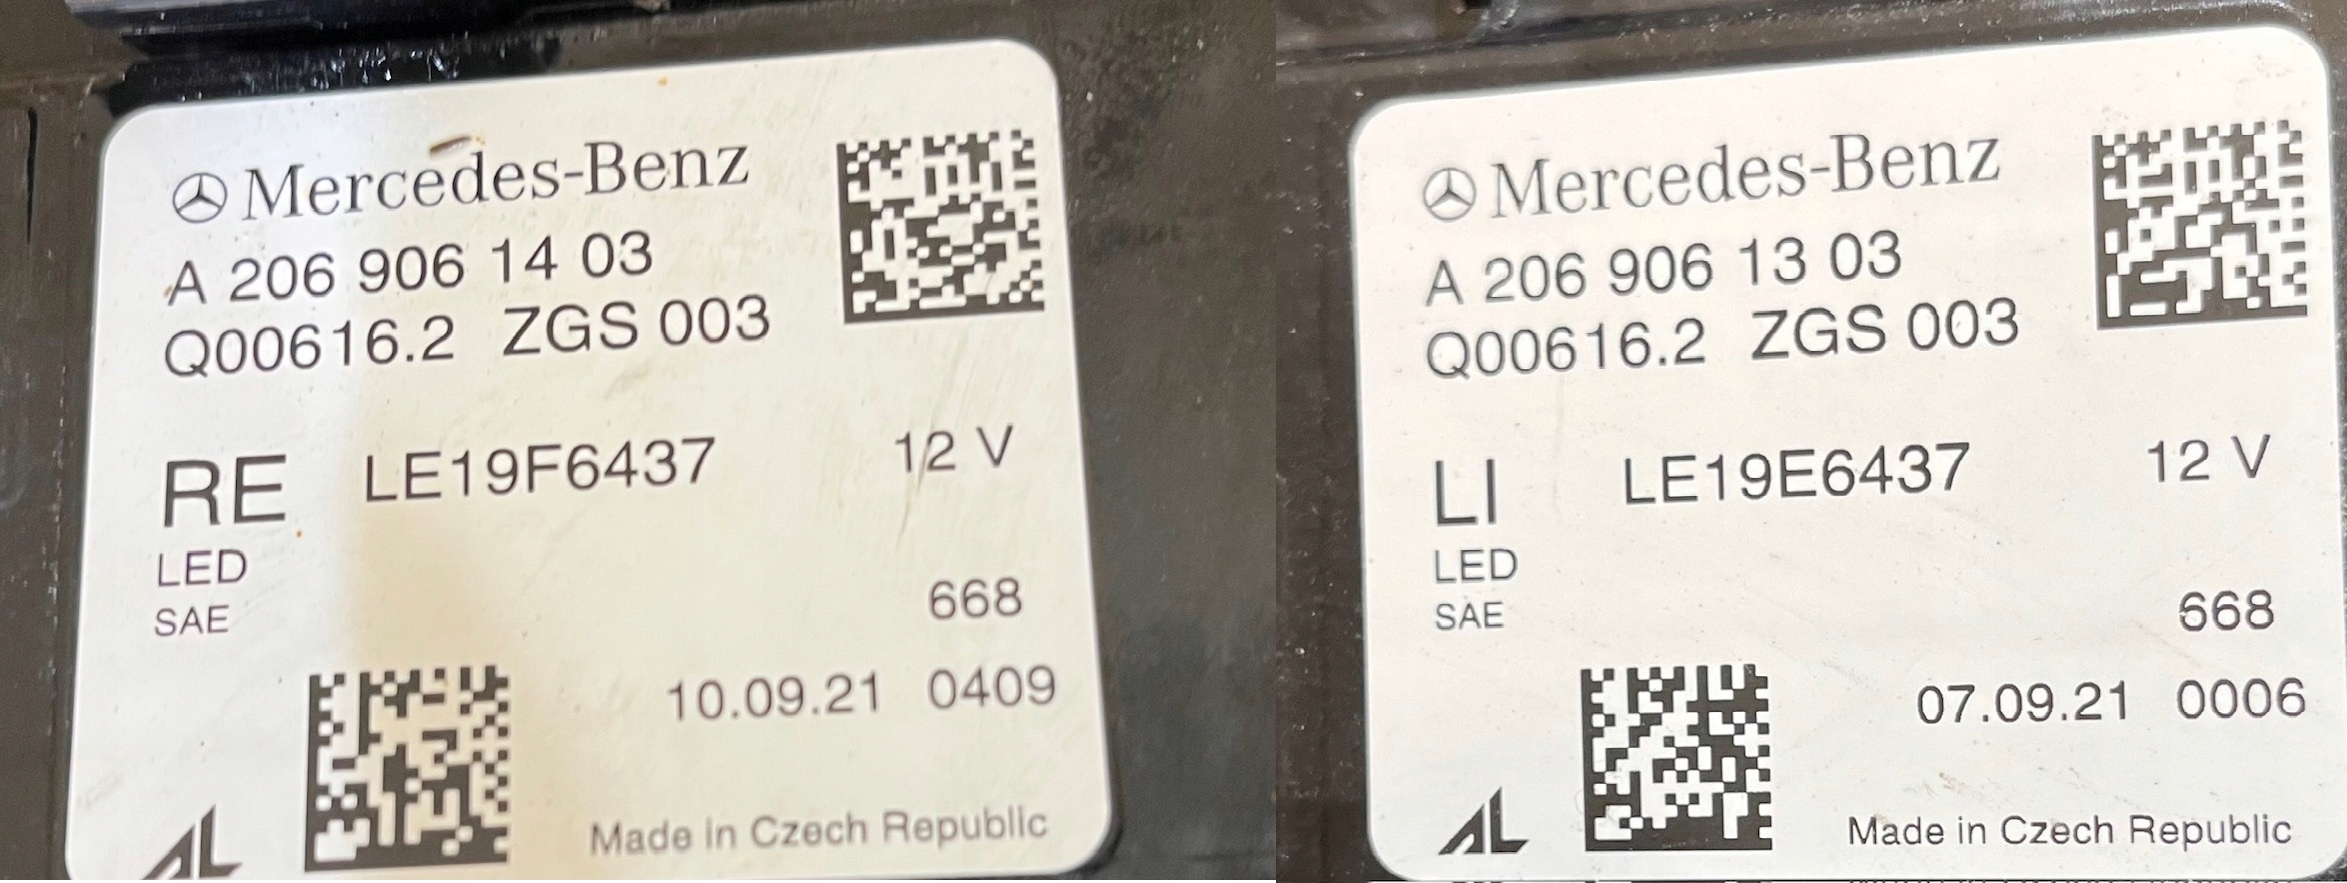 Mercedes-Benz
A 206 906 14 03
Q00616.2 ZGS 003
RE LE19F6437 12 V
LED
SAE
668
10.09.21 0409
AL
Made in Czech Republic
Mercedes-Benz
A 206 906 13 03
Q00616.2 ZGS 003
LI LE19E6437 12 V
LED
SAE
668
07.09.21 0006
AL
Made in Czech Republic